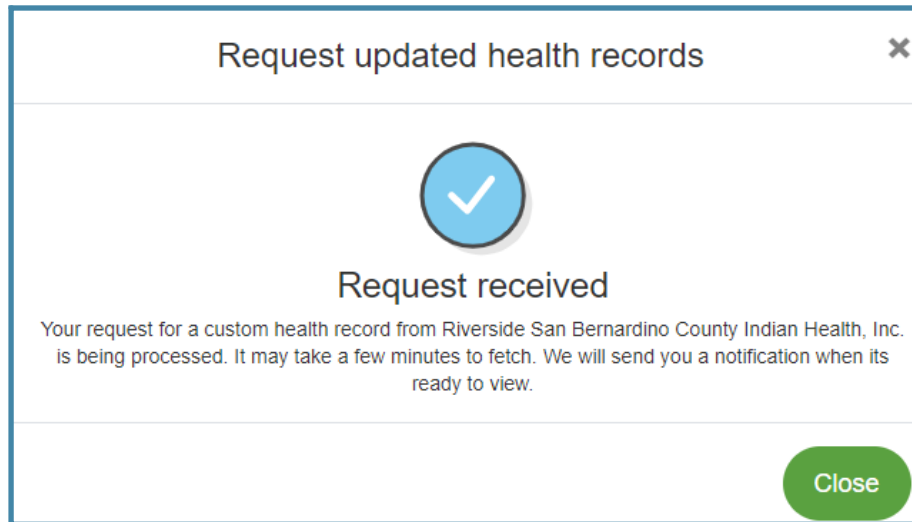 Request updated health records
Request received
Your request for a custom health record from Riverside San Bernardino County Indian Health, Inc.
is being processed. It may take a few minutes to fetch. We will send you a notification when its
ready to view.
Close